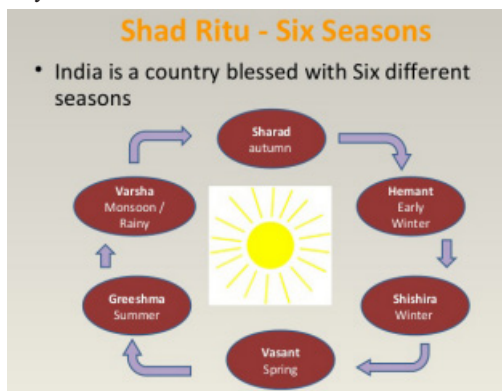 Shad Ritu - Six Seasons
• India is a country blessed with Six different
seasons
Sharad
autumn
Hemant
Early
Winter
Shishira
Winter
Vasant
Spring
Greeshma
Summer
Varsha
Monsoon /
Rainy